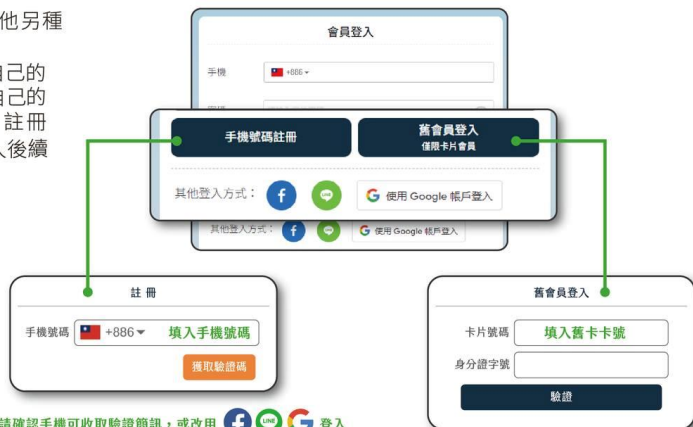 他另種
自己的
自己的
註冊
後續
會員登入
手機
+886
手機號碼註冊
舊會員登入
僅限卡片會員
其他登入方式：
f
LINE
G 使用 Google 帳戶登入
其他登入方式：
f
LINE
G 使用 Google 帳戶登入
註 冊
手機號碼
+886
填入手機號碼
獲取驗證碼
舊會員登入
卡片號碼
填入舊卡卡號
身分證字號
驗證
請確認手機可收取驗證簡訊，或改用 f LINE G 登入